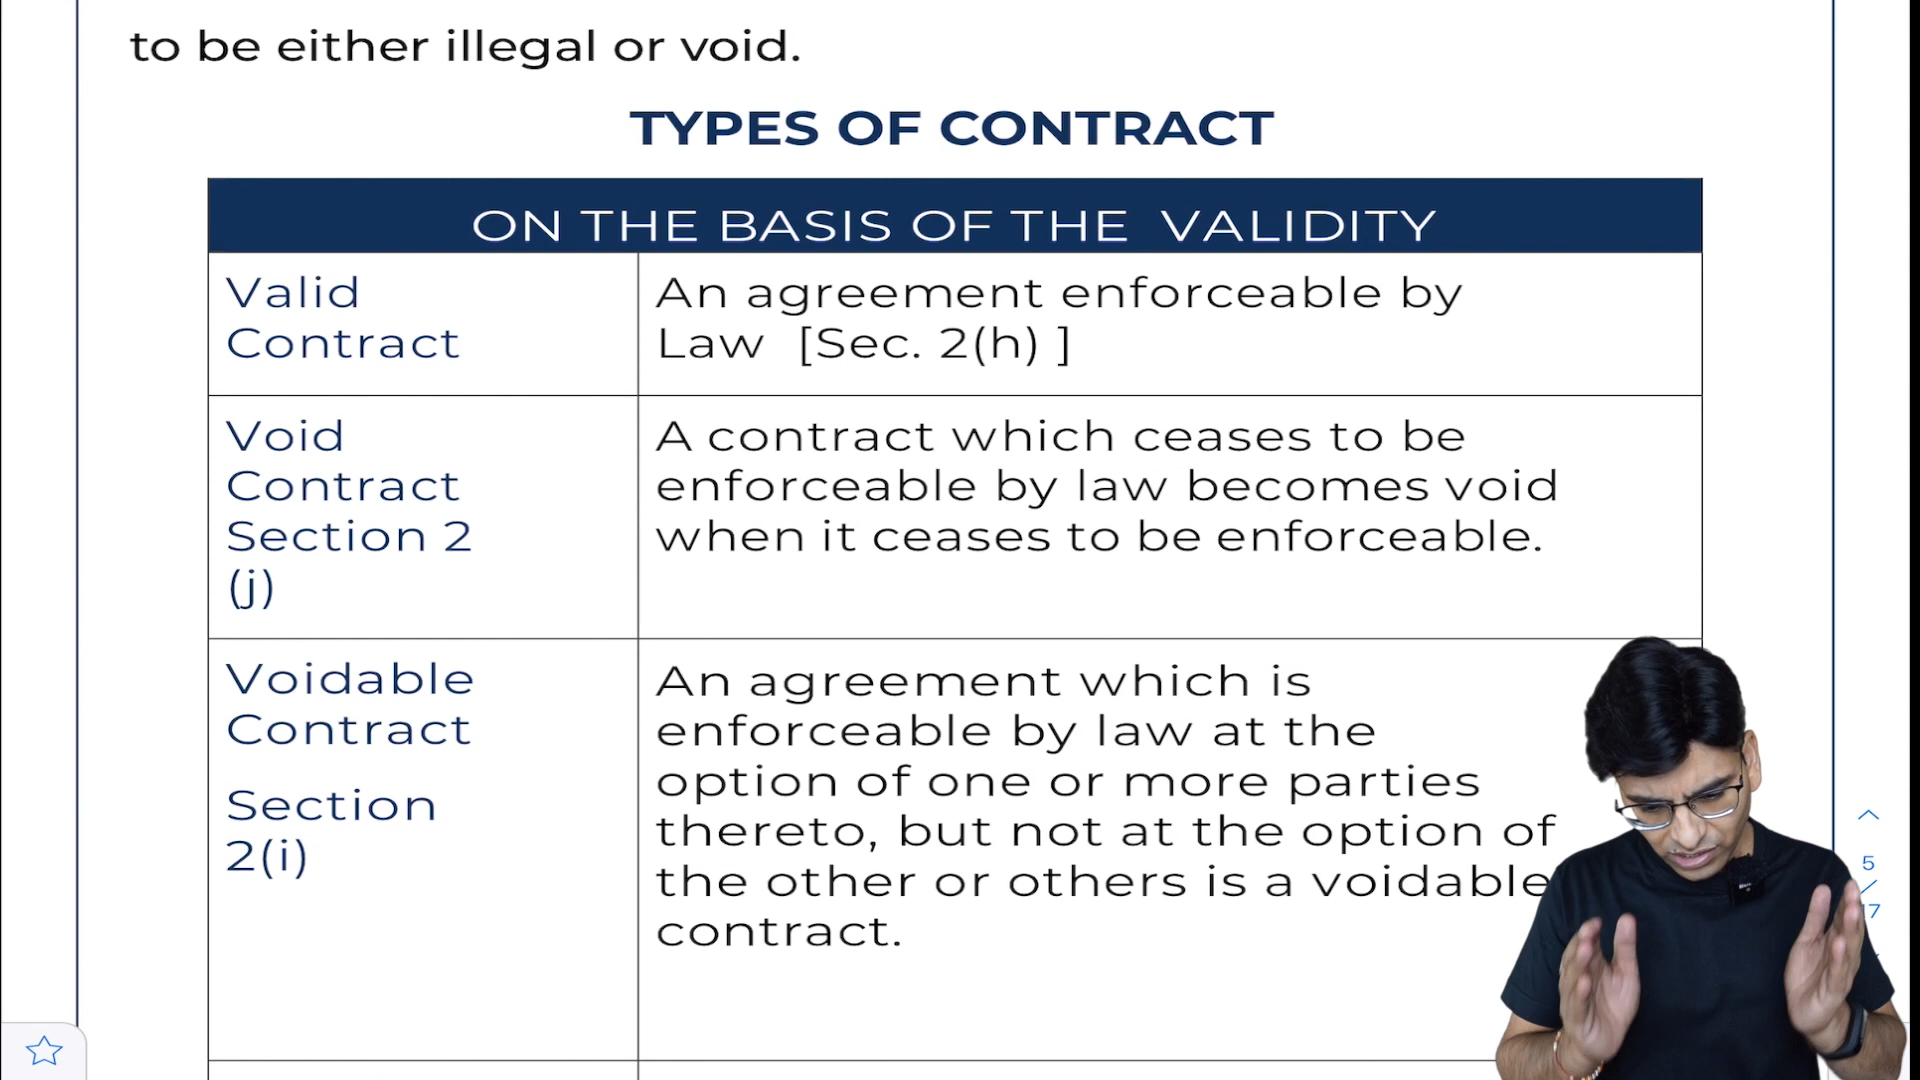 to be either illegal or void.
TYPES OF CONTRACT
ON THE BASIS OF THE VALIDITY
Valid
Contract
An agreement enforceable by
Law [Sec. 2(h) ]
Void
Contract
Section 2
(j)
A contract which ceases to be
enforceable by law becomes void
when it ceases to be enforceable.
Voidable
Contract
Section
2(i)
An agreement which is
enforceable by law at the
option of one or more parties
thereto, but not at the option of
the other or others is a voidable
contract.
5